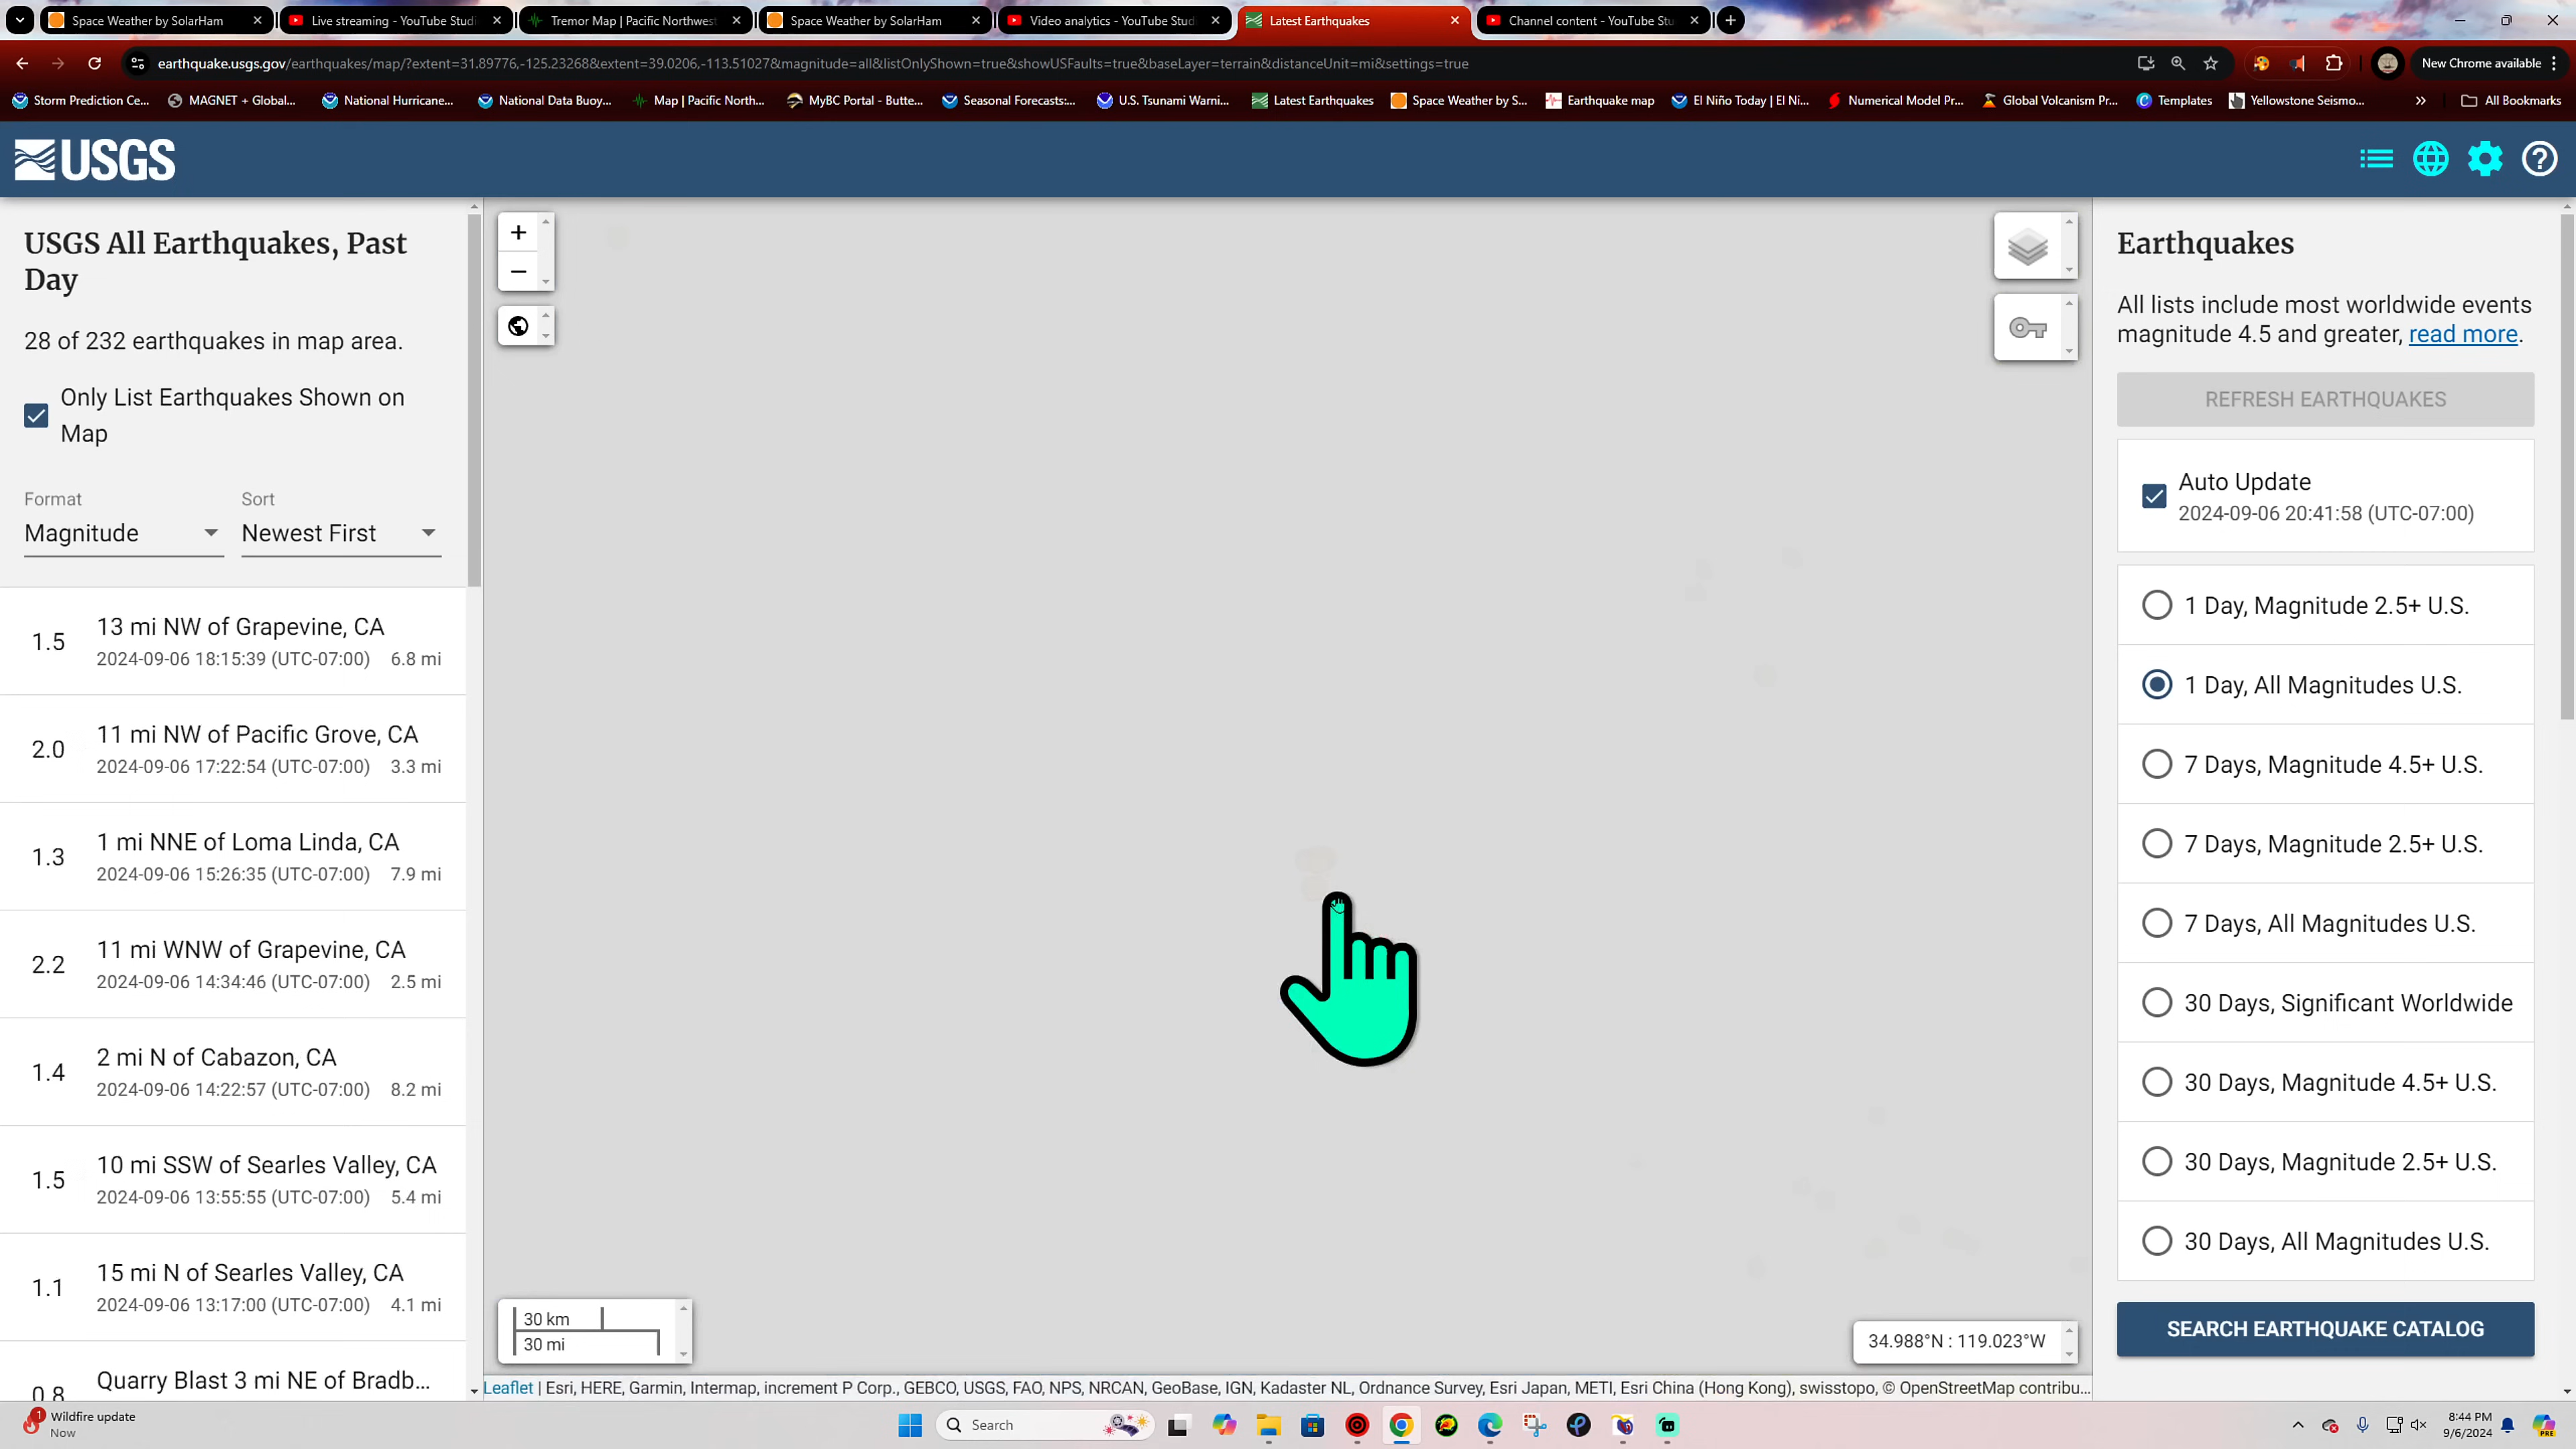 Space Weather by SolarHam
Live streaming - YouTube Studi
Tremor Map | Pacific Northwest
Space Weather by SolarHam
Video analytics - YouTube Studi
Latest Earthquakes
Channel content - YouTube Stu
earthquake.usgs.gov/earthquakes/map/?extent=31.89776,-125.23268&extent=39.0206,-113.51027&magnitude=all&listOnlyShown=true&showUSFaults=true&baseLayer=terrain&distanceUnit=mi&settings=true
New Chrome available
Storm Prediction Ce...
MAGNET + Global...
National Hurricane...
National Data Buoy...
Map | Pacific North...
MyBC Portal - Butte...
Seasonal Forecasts:...
U.S. Tsunami Warni...
Latest Earthquakes
Space Weather by S...
Earthquake map
El Niño Today | El Ni...
Numerical Model Pr...
Global Volcanism Pr...
Templates
Yellowstone Seismo...
All Bookmarks
USGS
USGS All Earthquakes, Past
Day
28 of 232 earthquakes in map area.
Only List Earthquakes Shown on
Map
Format
Sort
Magnitude
Newest First
1.5
13 mi NW of Grapevine, CA
2024-09-06 18:15:39 (UTC-07:00) 6.8 mi
2.0
11 mi NW of Pacific Grove, CA
2024-09-06 17:22:54 (UTC-07:00) 3.3 mi
1.3
1 mi NNE of Loma Linda, CA
2024-09-06 15:26:35 (UTC-07:00) 7.9 mi
2.2
11 mi WNW of Grapevine, CA
2024-09-06 14:34:46 (UTC-07:00) 2.5 mi
1.4
2 mi N of Cabazon, CA
2024-09-06 14:22:57 (UTC-07:00) 8.2 mi
1.5
10 mi SSW of Searles Valley, CA
2024-09-06 13:55:55 (UTC-07:00) 5.4 mi
1.1
15 mi N of Searles Valley, CA
2024-09-06 13:17:00 (UTC-07:00) 4.1 mi
0.8
Quarry Blast 3 mi NE of Bradb...
+
−
30 km
30 mi
34.988°N : 119.023°W
Leaflet | Esri, HERE, Garmin, Intermap, increment P Corp., GEBCO, USGS, FAO, NPS, NRCAN, GeoBase, IGN, Kadaster NL, Ordnance Survey, Esri Japan, METI, Esri China (Hong Kong), swisstopo, © OpenStreetMap contribu...
Earthquakes
All lists include most worldwide events
magnitude 4.5 and greater, read more.
REFRESH EARTHQUAKES
Auto Update
2024-09-06 20:41:58 (UTC-07:00)
1 Day, Magnitude 2.5+ U.S.
1 Day, All Magnitudes U.S.
7 Days, Magnitude 4.5+ U.S.
7 Days, Magnitude 2.5+ U.S.
7 Days, All Magnitudes U.S.
30 Days, Significant Worldwide
30 Days, Magnitude 4.5+ U.S.
30 Days, Magnitude 2.5+ U.S.
30 Days, All Magnitudes U.S.
SEARCH EARTHQUAKE CATALOG
1
Wildfire update
Now
Search
8:44 PM
9/6/2024
PRE